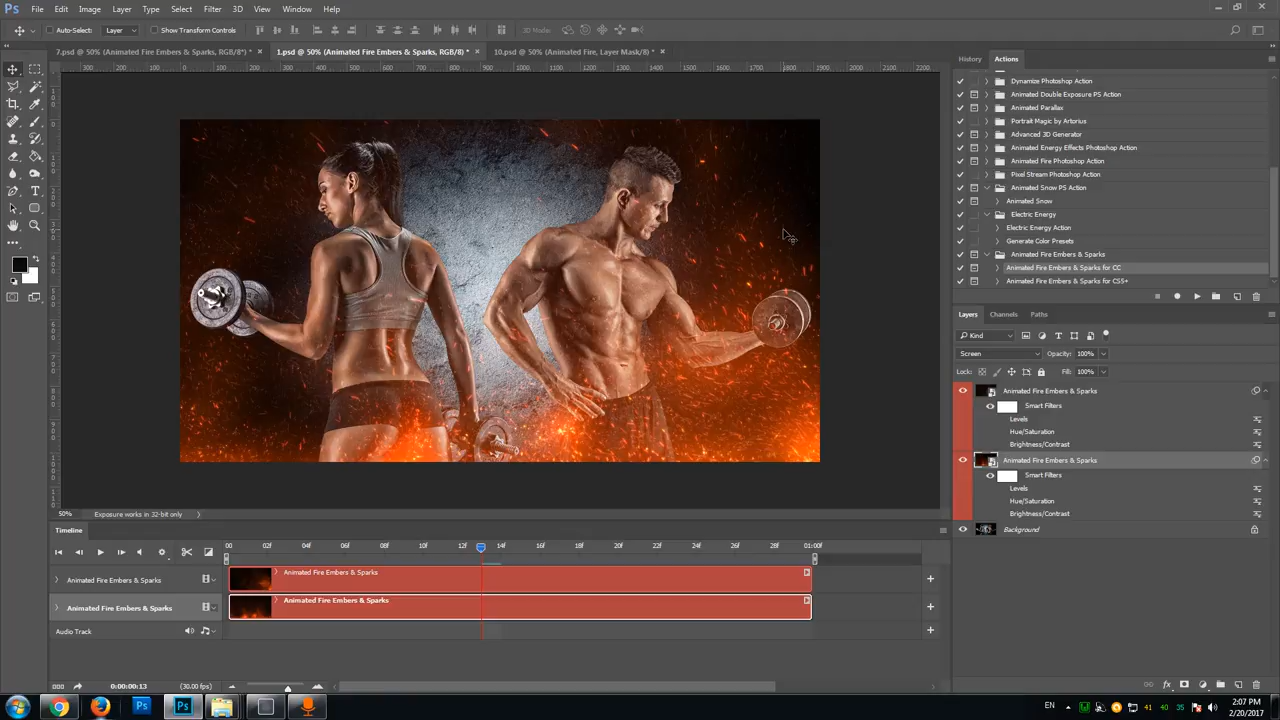 Ps File Edit Image Layer Type Select Filter 3D View Window Help
Auto-Select: Layer Show Transform Controls 3D Mode:
7.psd @ 50% (Animated Fire Embers & Sparks, RGB/8*) * × 1.psd @ 50% (Animated Fire Embers & Sparks, RGB/8) * × 10.psd @ 50% (Animated Fire, Layer Mask/8) * ×
History Actions
Dynamize Photoshop Action
Animated Double Exposure PS Action
Animated Parallax
Portrait Magic by Artorius
Advanced 3D Generator
Animated Energy Effects Photoshop Action
Animated Fire Photoshop Action
Pixel Stream Photoshop Action
Animated Snow PS Action
Animated Snow
Electric Energy
Electric Energy Action
Generate Color Presets
Animated Fire Embers & Sparks
Animated Fire Embers & Sparks for CC
Animated Fire Embers & Sparks for CS5+
Layers Channels Paths
Kind
Screen Opacity: 100%
Lock: Fill: 100%
Animated Fire Embers & Sparks
Smart Filters
Levels
Hue/Saturation
Brightness/Contrast
Animated Fire Embers & Sparks
Smart Filters
Levels
Hue/Saturation
Brightness/Contrast
Background
50% Exposure works in 32-bit only
Timeline
00 02f 04f 06f 08f 10f 12f 14f 16f 18f 20f 22f 24f 26f 28f 01:00f
Animated Fire Embers & Sparks Animated Fire Embers & Sparks
Animated Fire Embers & Sparks Animated Fire Embers & Sparks
Audio Track
0:00:00:13 (30.00 fps)
EN 41 40 35 2:07 PM
2/20/2017